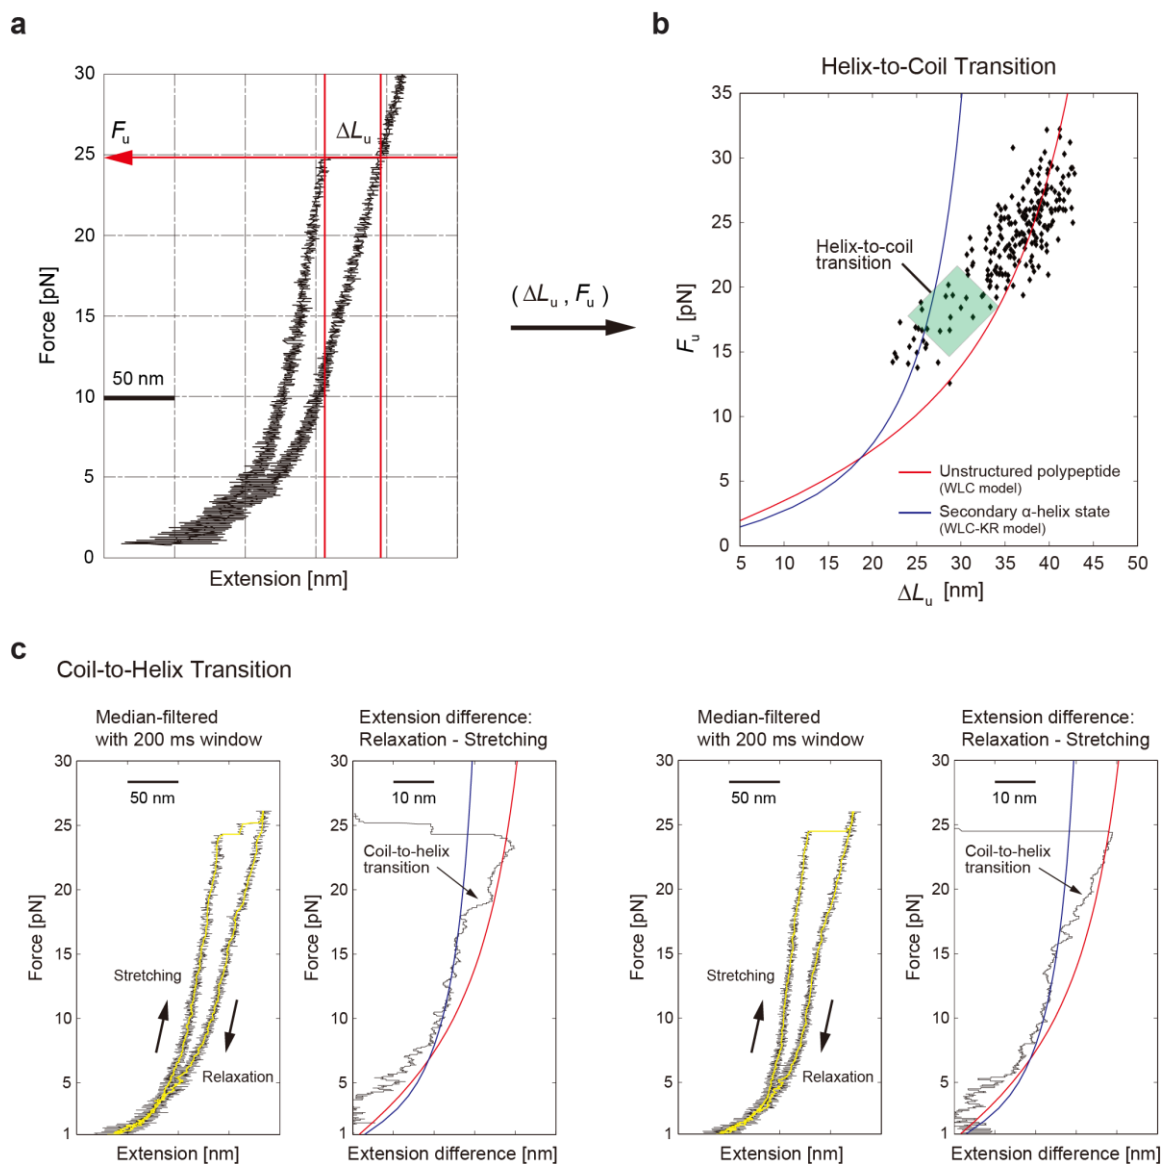 a
30
25
20
15
10
5
0
Force [pN]
Extension [nm]
F u
ΔL u
50 nm
( ΔL u , F u )
b
Helix-to-Coil Transition
35
30
25
20
15
10
5
0
F u [pN]
5 10 15 20 25 30 35 40 45 50
ΔL u [nm]
Helix-to-coil
transition
Unstructured polypeptide
(WLC model)
Secondary α-helix state
(WLC-KR model)
c
Coil-to-Helix Transition
Median-filtered
with 200 ms window
30
25
20
15
10
5
1
Force [pN]
50 nm
Stretching
Relaxation
Extension [nm]
Extension difference:
Relaxation - Stretching
30
25
20
15
10
5
1
Force [pN]
10 nm
Coil-to-helix
transition
Extension difference [nm]
Median-filtered
with 200 ms window
30
25
20
15
10
5
1
Force [pN]
50 nm
Stretching
Relaxation
Extension [nm]
Extension difference:
Relaxation - Stretching
30
25
20
15
10
5
1
Force [pN]
10 nm
Coil-to-helix
transition
Extension difference [nm]